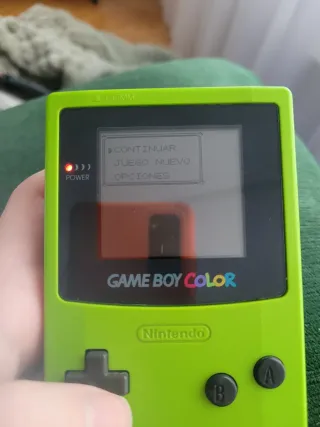 CONTINUAR
JUEGO NUEVO
OPCIONES
POWER
GAME BOY COLOR
Nintendo
B
A